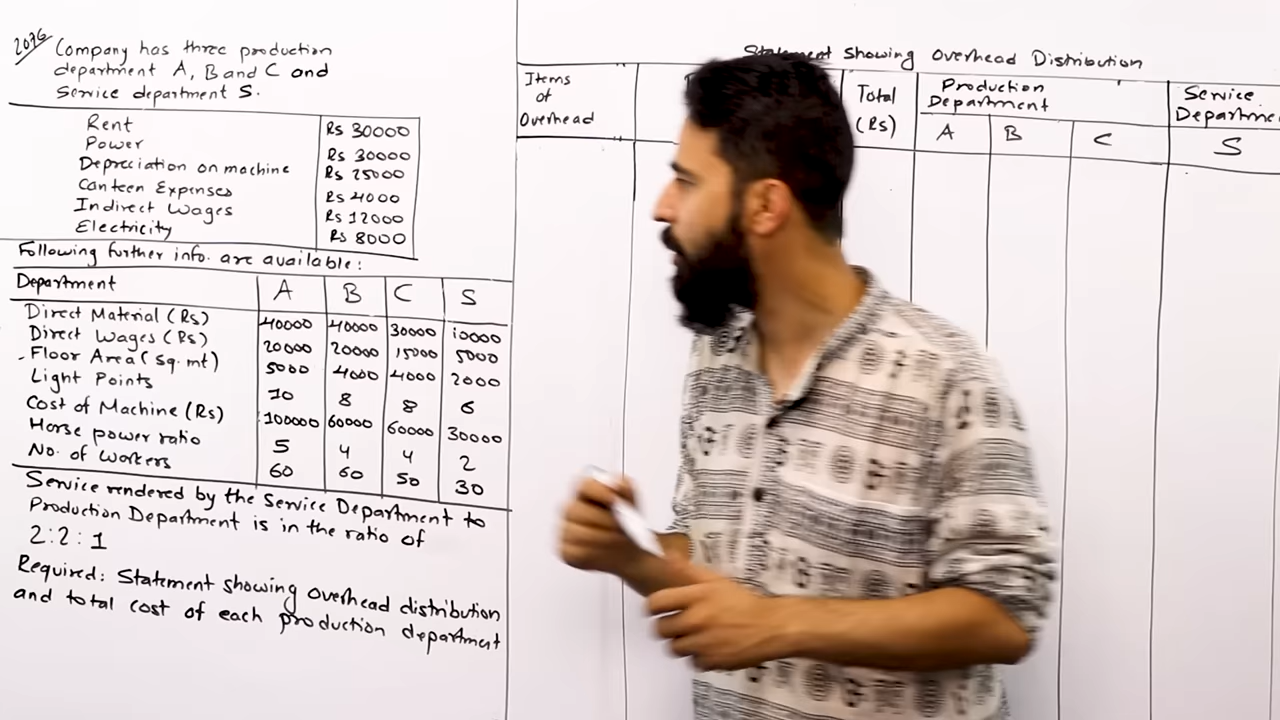 2076
Company has three production
department A, B and C and
Service department S.
Rent Rs 30000
Power Rs 30000
Depreciation on machine Rs 25000
Canteen Expenses Rs 4000
Indirect Wages Rs 12000
Electricity Rs 8000
Following further info. are available:
Department A B C S
Direct Material (Rs) 40000 40000 30000 10000
Direct Wages (Rs) 20000 20000 15000 5000
Floor Area (sq. mt) 5000 4000 4000 2000
Light Points 10 8 8 6
Cost of Machine (Rs) 100000 60000 60000 30000
Horse power ratio 5 4 4 2
No. of Workers 60 60 50 30
Service rendered by the Service Department to
Production Department is in the ratio of
2:2:1
Required: Statement showing overhead distribution
and total cost of each production department
Statement Showing Overhead Distribution
Items
of
Overhead
Total
(Rs)
Production
Department
A B C
Service
S